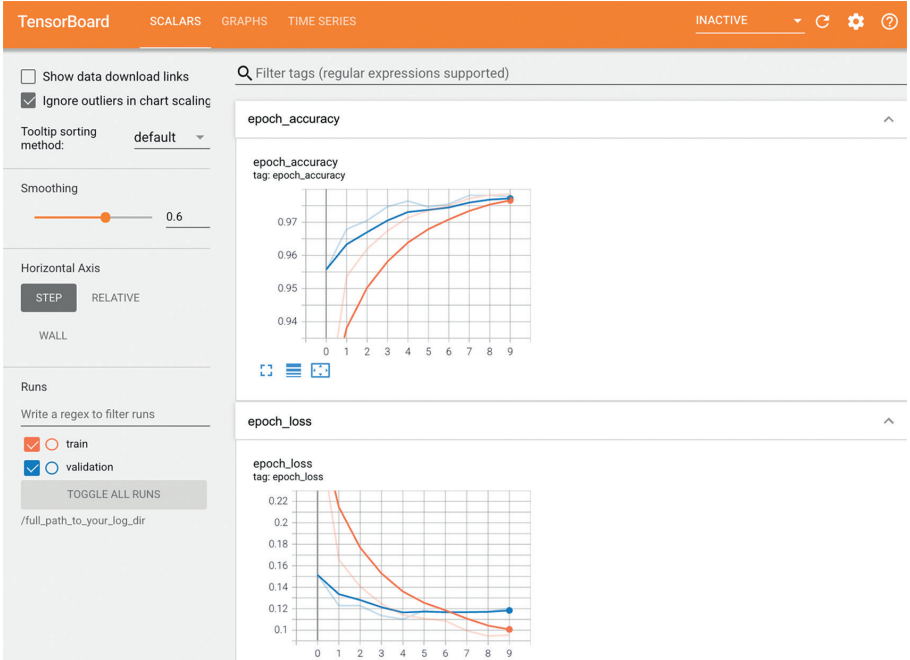 TensorBoard SCALARS GRAPHS TIME SERIES INACTIVE
Show data download links
Ignore outliers in chart scaling
Tooltip sorting
method:
default
Smoothing
0.6
Horizontal Axis
STEP RELATIVE
WALL
Runs
Write a regex to filter runs
train
validation
TOGGLE ALL RUNS
/full_path_to_your_log_dir
Filter tags (regular expressions supported)
epoch_accuracy
epoch_accuracy
tag: epoch_accuracy
0.97
0.96
0.95
0.94
0 1 2 3 4 5 6 7 8 9
epoch_loss
epoch_loss
tag: epoch_loss
0.22
0.2
0.18
0.16
0.14
0.12
0.1
0 1 2 3 4 5 6 7 8 9